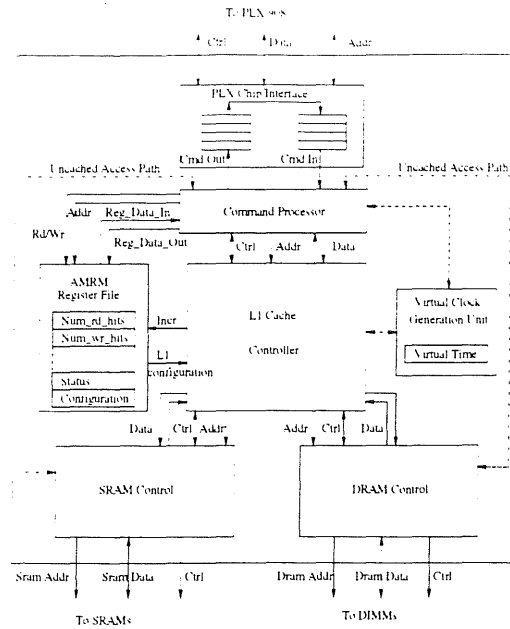 To PLX 9080
Ctrl Data Addr
PLX Chip Interface
Cmd Out Cmd In
Uncached Access Path Uncached Access Path
Command Processor
Addr Reg_Data_In
Rd/Wr
Reg_Data_Out
Ctrl Addr Data
AMRM
Register File
Num_rd_hits
Num_wr_hits
Status
Configuration
Incr
L1
configuration
L1 Cache
Controller
Virtual Clock
Generation Unit
Virtual Time
Data Ctrl Addr
Addr Ctrl Data
SRAM Control
DRAM Control
Sram Addr Sram Data Ctrl
Dram Addr Dram Data Ctrl
To SRAMs
To DIMMs